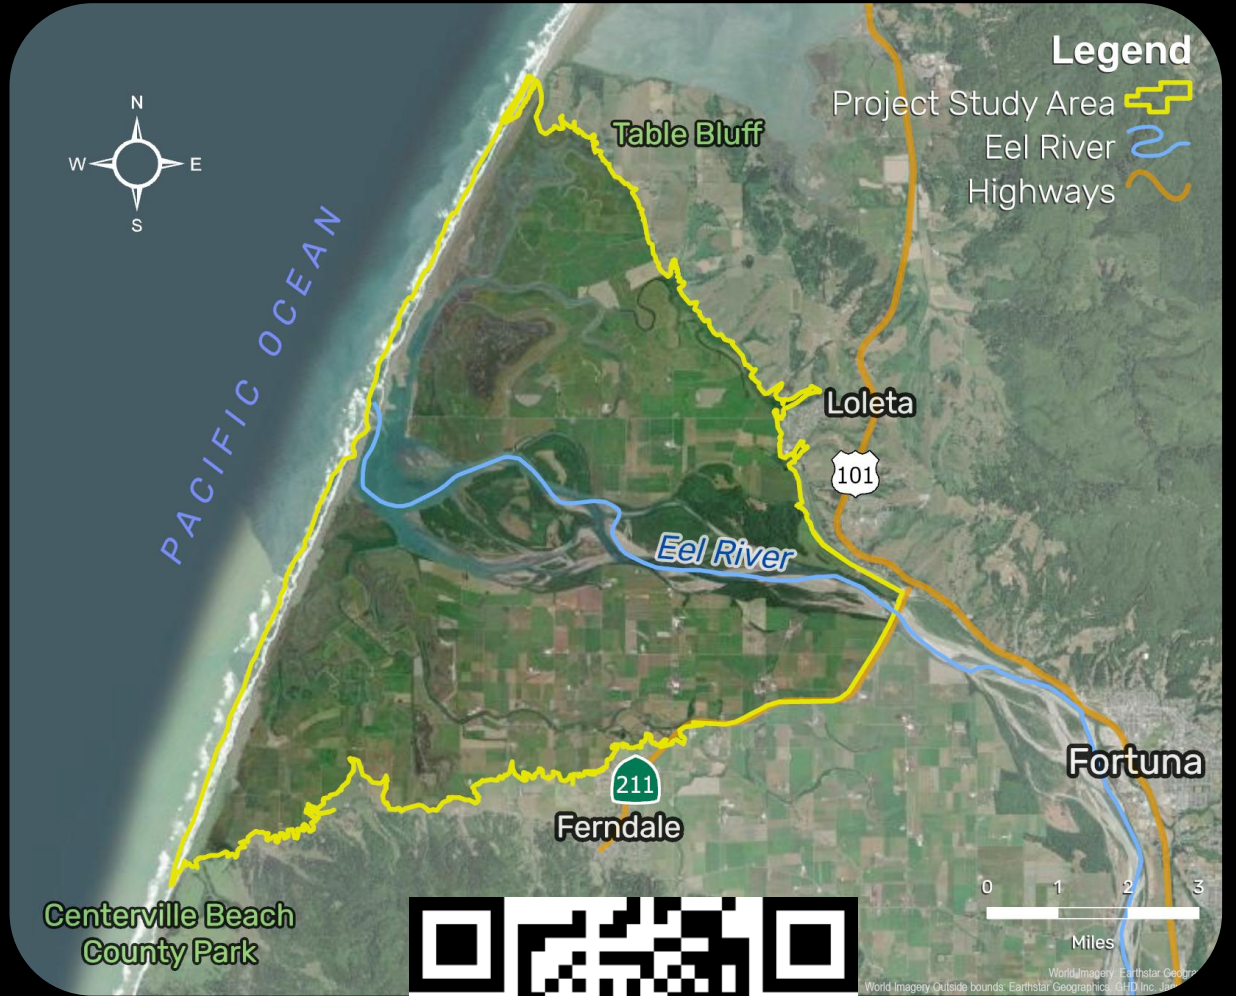 Legend
Project Study Area
Eel River
Highways
N
W E
S
Table Bluff
PACIFIC OCEAN
Loleta
101
Eel River
Fortuna
211
Ferndale
0 1 2 3
Miles
Centerville Beach
County Park
World Imagery: Earthstar Geogra
World Imagery Outside bounds: Earthstar Geographics, GHD Inc. Jan